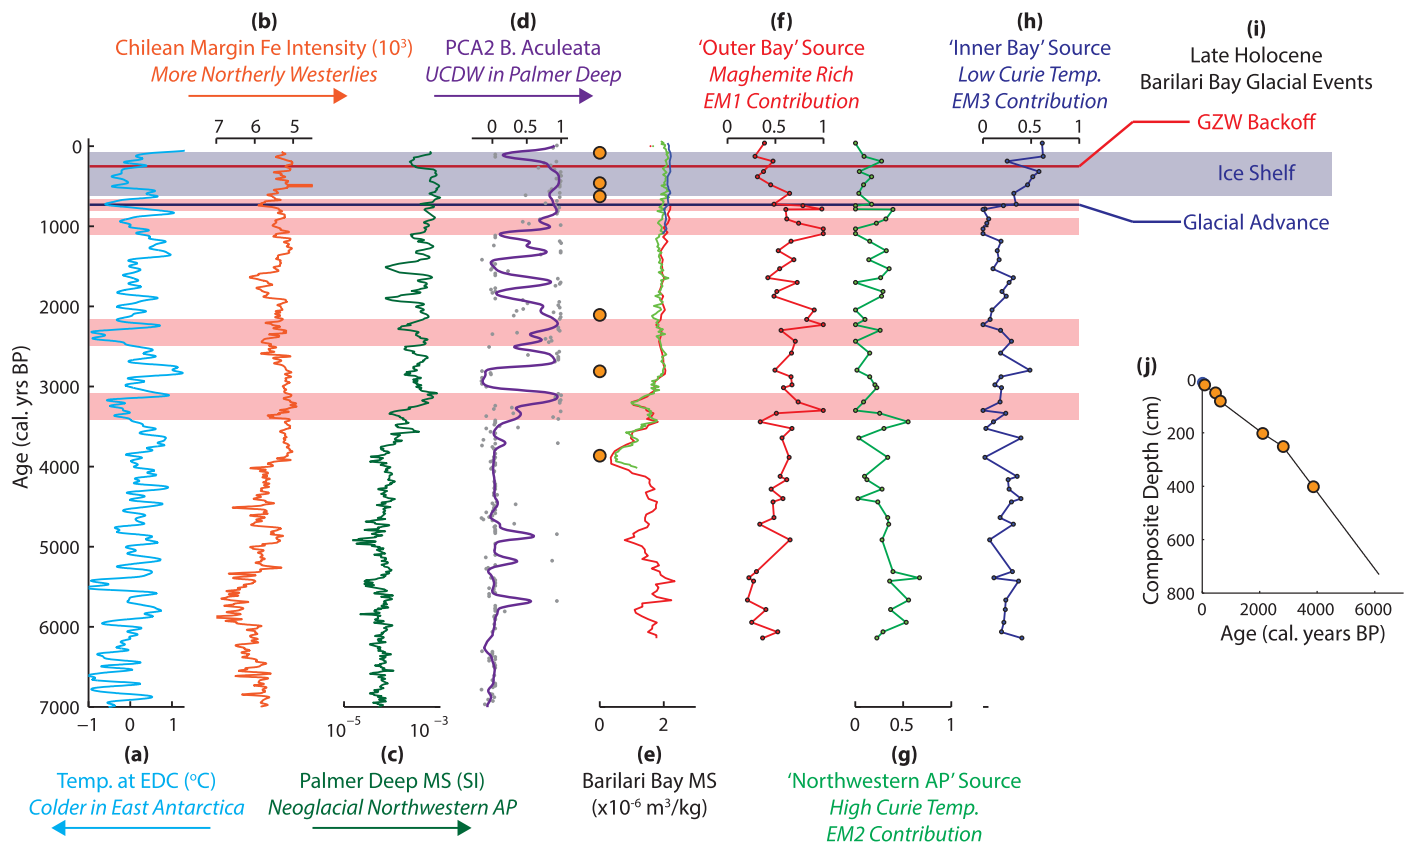 (b)
Chilean Margin Fe Intensity (10³)
More Northerly Westerlies
(d)
PCA2 B. Aculeata
UCDW in Palmer Deep
(f)
‘Outer Bay’ Source
Maghemite Rich
EM1 Contribution
(h)
‘Inner Bay’ Source
Low Curie Temp.
EM3 Contribution
(i)
Late Holocene
Barilari Bay Glacial Events
GZW Backoff
Ice Shelf
Glacial Advance
7 6 5
0 0.5 1
0 0.5 1
0 0.5 1
Age (cal. yrs BP)
0
1000
2000
3000
4000
5000
6000
7000
−1 0 1
10⁻⁵ 10⁻³
0 2
0 0.5 1
(a)
Temp. at EDC (ºC)
Colder in East Antarctica
(c)
Palmer Deep MS (SI)
Neoglacial Northwestern AP
(e)
Barilari Bay MS
(x10⁻⁶ m³/kg)
(g)
‘Northwestern AP’ Source
High Curie Temp.
EM2 Contribution
(j)
Composite Depth (cm)
0
200
400
600
800
0 2000 4000 6000
Age (cal. years BP)